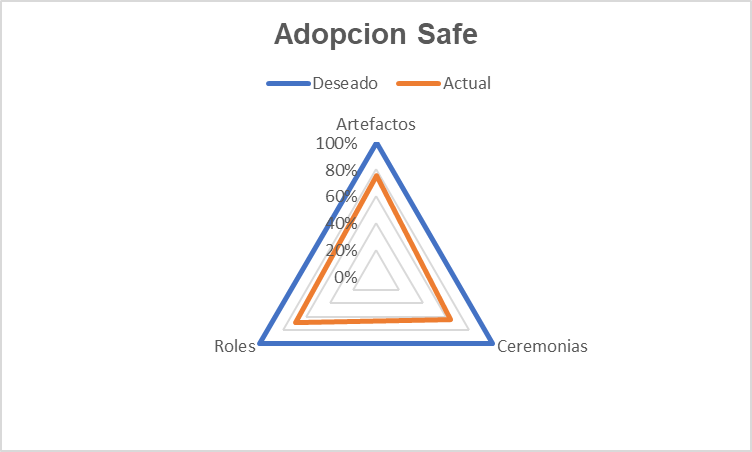 Adopcion Safe
Deseado Actual
Artefactos
100%
80%
60%
40%
20%
0%
Roles Ceremonias